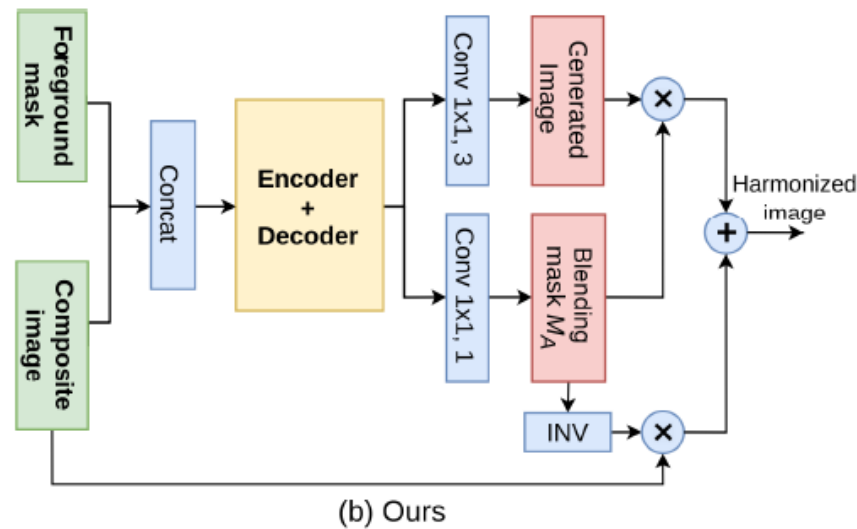 Foreground
mask
Composite
image
Concat
Encoder
+
Decoder
Conv 1x1, 3
Conv 1x1, 1
Generated
Image
Blending
mask M_A
INV
×
×
+
Harmonized
image
(b) Ours